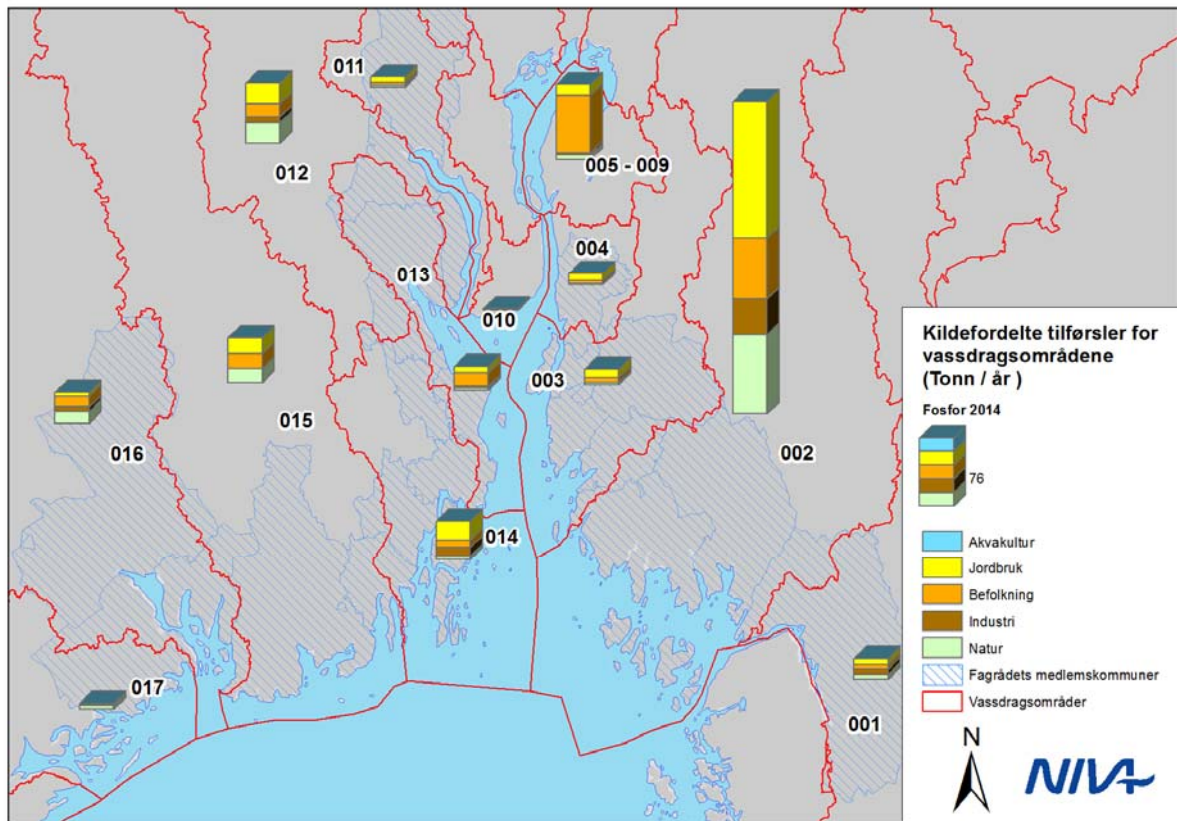 011
012
005 - 009
004
013
010
003
002
015
016
014
017
001
Kildefordelte tilførsler for
vassdragsområdene
(Tonn / år )
Fosfor 2014
76
Akvakultur
Jordbruk
Befolkning
Industri
Natur
Fagrådets medlemskommuner
Vassdragsområder
N
NIVA